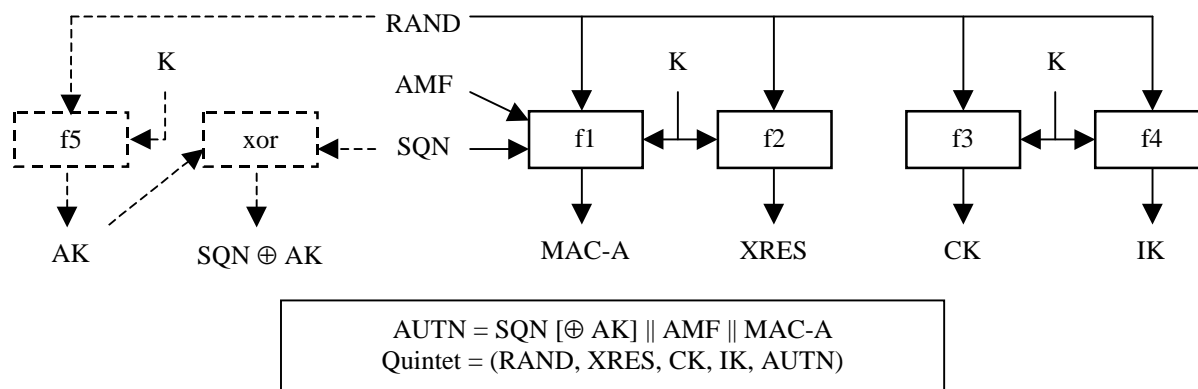 RAND
K
K
K
AMF
f5
xor
SQN
f1
f2
f3
f4
AK
SQN ⊕ AK
MAC-A
XRES
CK
IK
AUTN = SQN [⊕ AK] || AMF || MAC-A
Quintet = (RAND, XRES, CK, IK, AUTN)